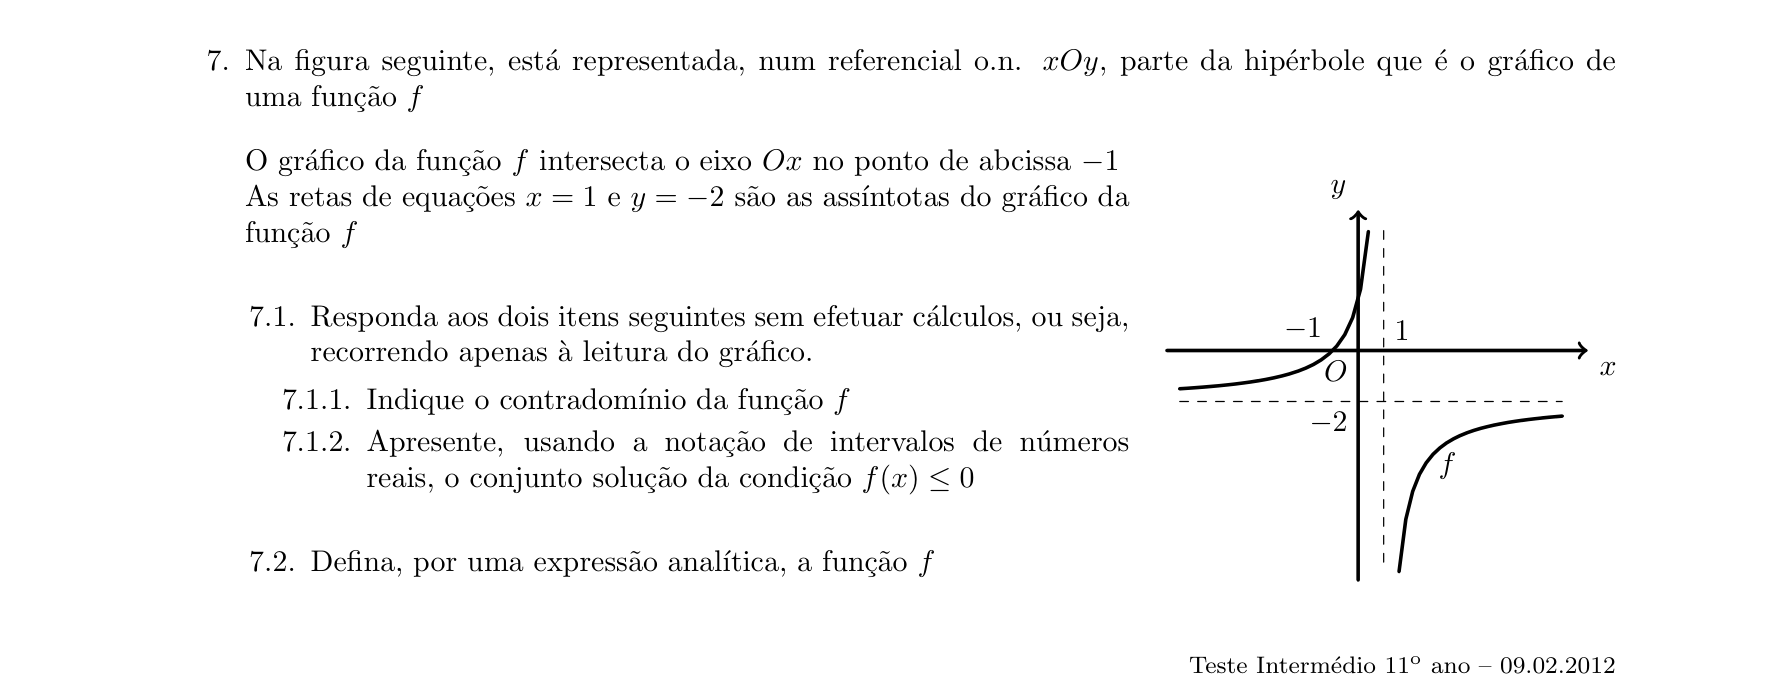 7. Na figura seguinte, está representada, num referencial o.n. xOy, parte da hipérbole que é o gráfico de
uma função f
O gráfico da função f intersecta o eixo Ox no ponto de abcissa −1
As retas de equações x = 1 e y = −2 são as assíntotas do gráfico da
função f
7.1. Responda aos dois itens seguintes sem efetuar cálculos, ou seja,
recorrendo apenas à leitura do gráfico.
7.1.1. Indique o contradomínio da função f
7.1.2. Apresente, usando a notação de intervalos de números
reais, o conjunto solução da condição f(x) ≤ 0
7.2. Defina, por uma expressão analítica, a função f
y
−1
1
O
x
−2
f
Teste Intermédio 11º ano – 09.02.2012